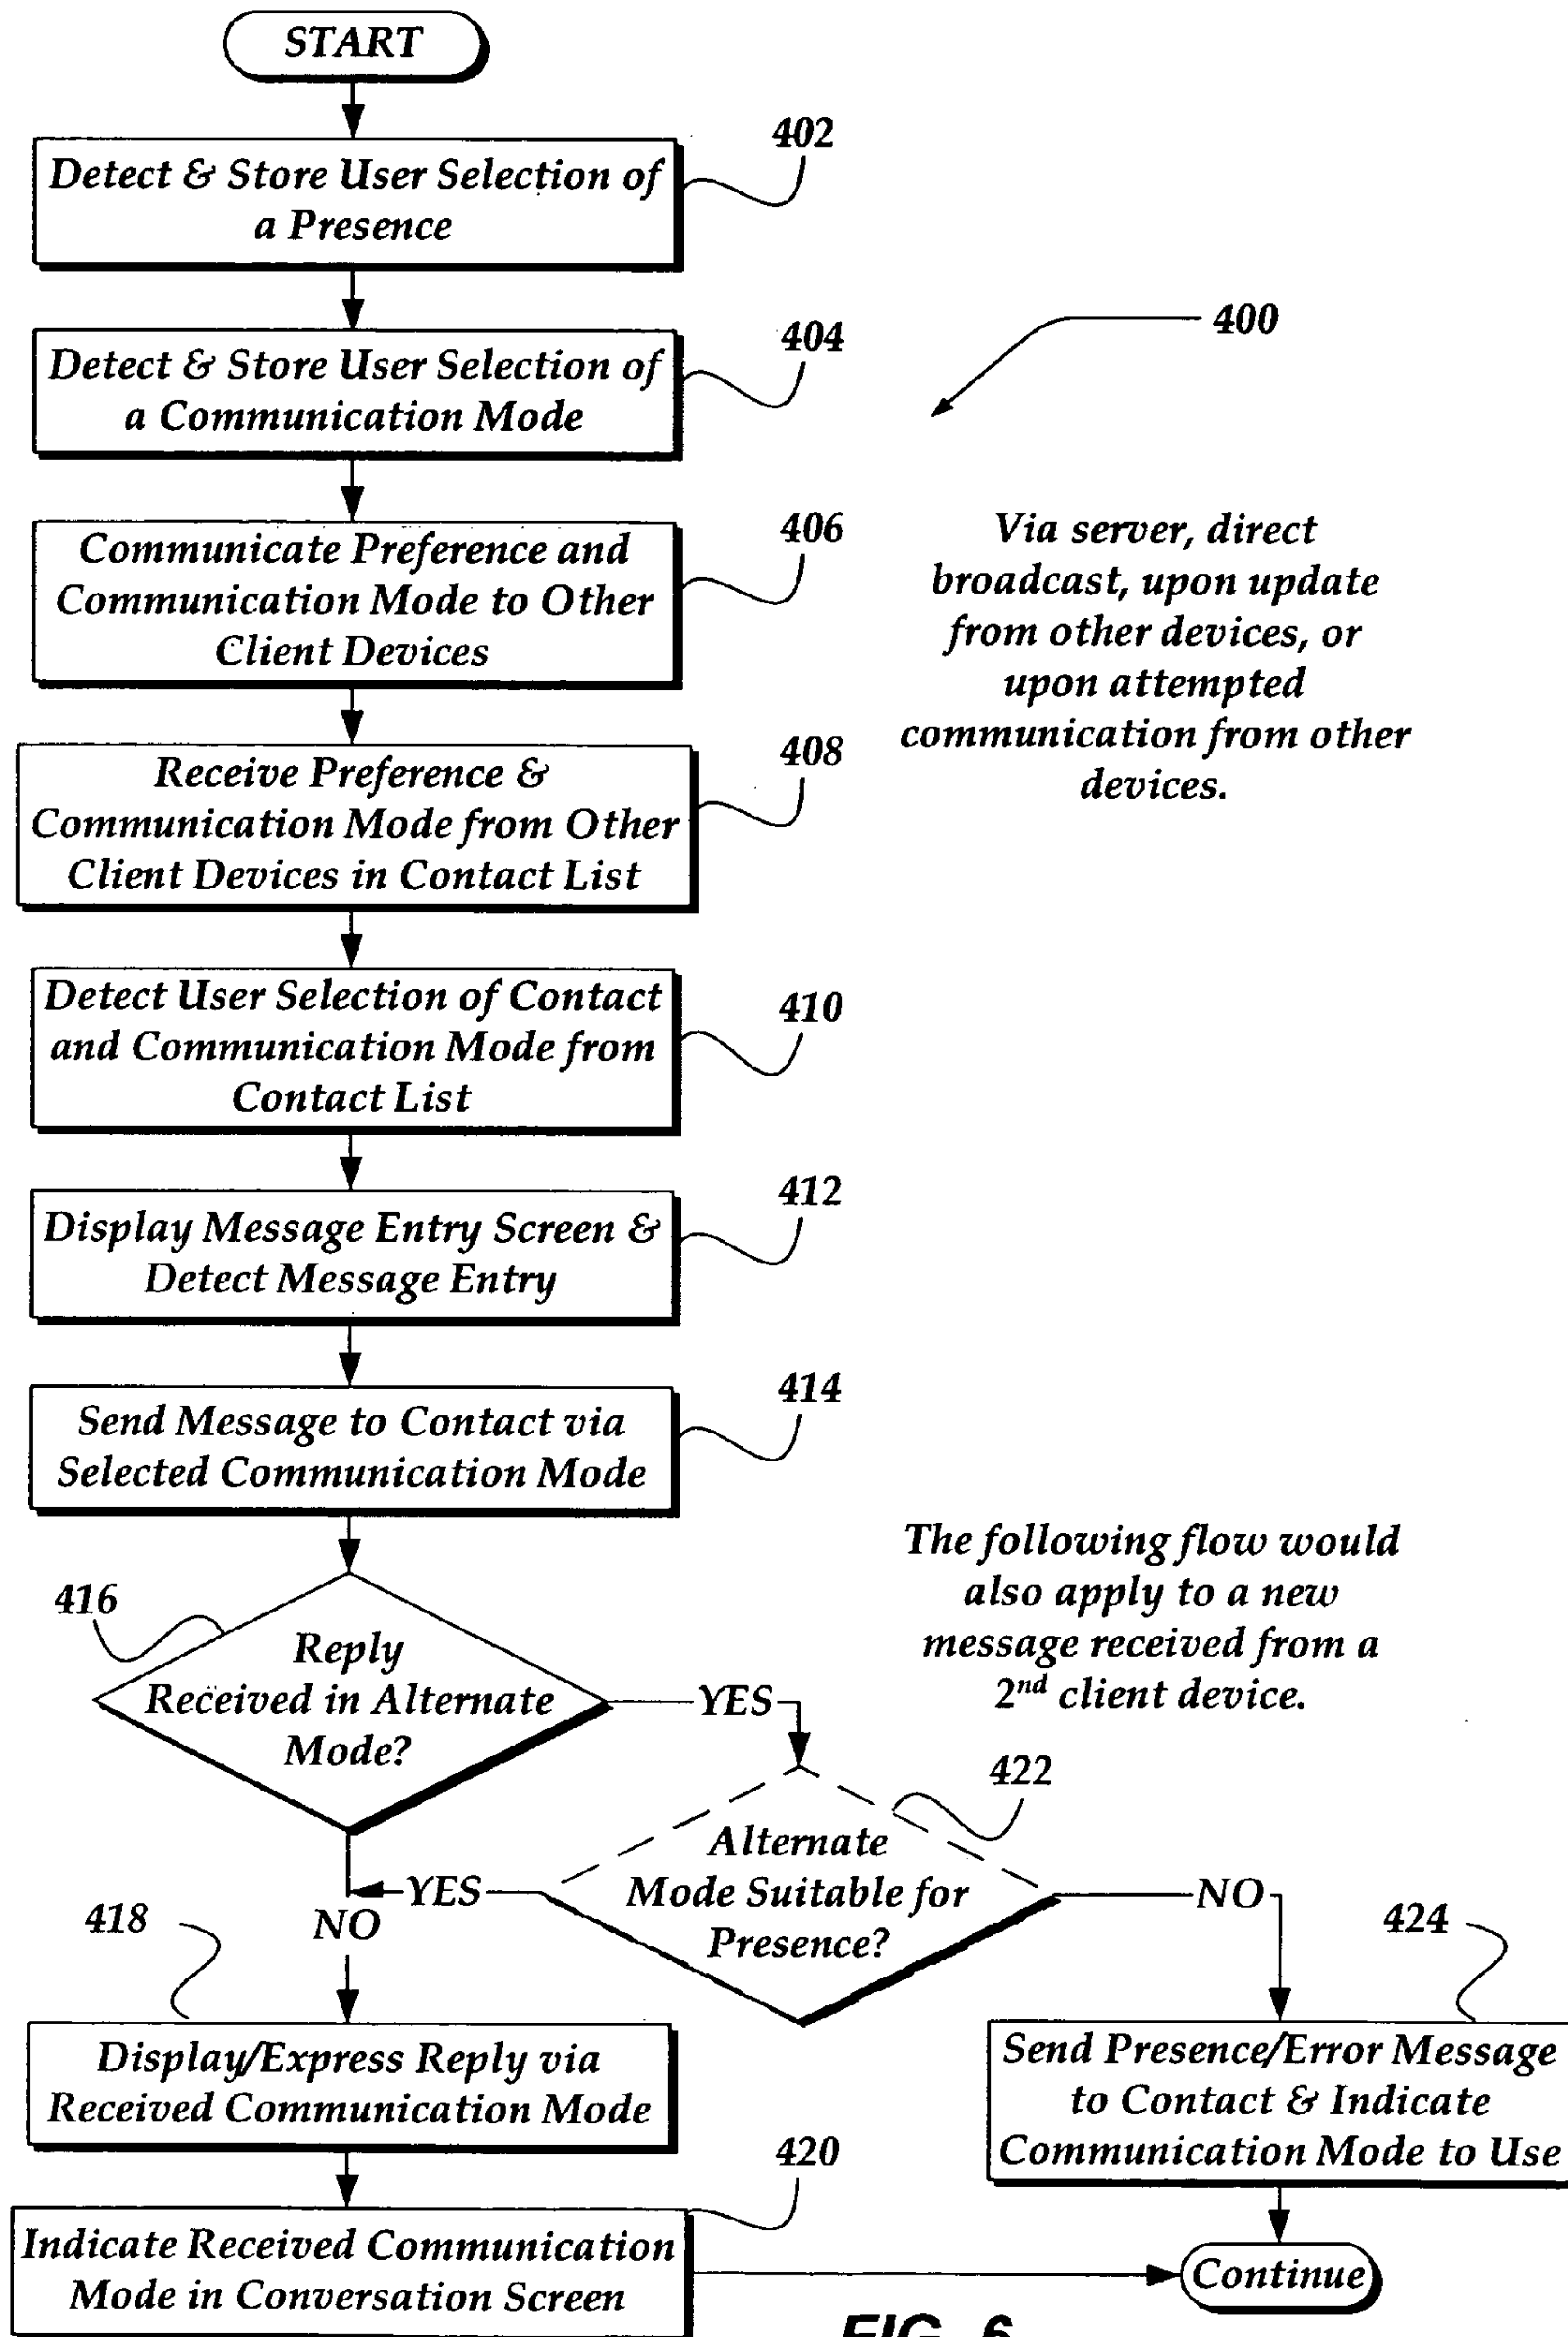 START
402
Detect & Store User Selection of
a Presence
404
Detect & Store User Selection of
a Communication Mode
400
406
Communicate Preference and
Communication Mode to Other
Client Devices
Via server, direct
broadcast, upon update
from other devices, or
upon attempted
communication from other
devices.
408
Receive Preference &
Communication Mode from Other
Client Devices in Contact List
410
Detect User Selection of Contact
and Communication Mode from
Contact List
412
Display Message Entry Screen &
Detect Message Entry
414
Send Message to Contact via
Selected Communication Mode
The following flow would
also apply to a new
message received from a
2nd client device.
416
Reply
Received in Alternate
Mode?
YES
422
Alternate
Mode Suitable for
Presence?
YES
NO
NO
418
424
Display/Express Reply via
Received Communication Mode
Send Presence/Error Message
to Contact & Indicate
Communication Mode to Use
420
Indicate Received Communication
Mode in Conversation Screen
Continue
FIG. 6